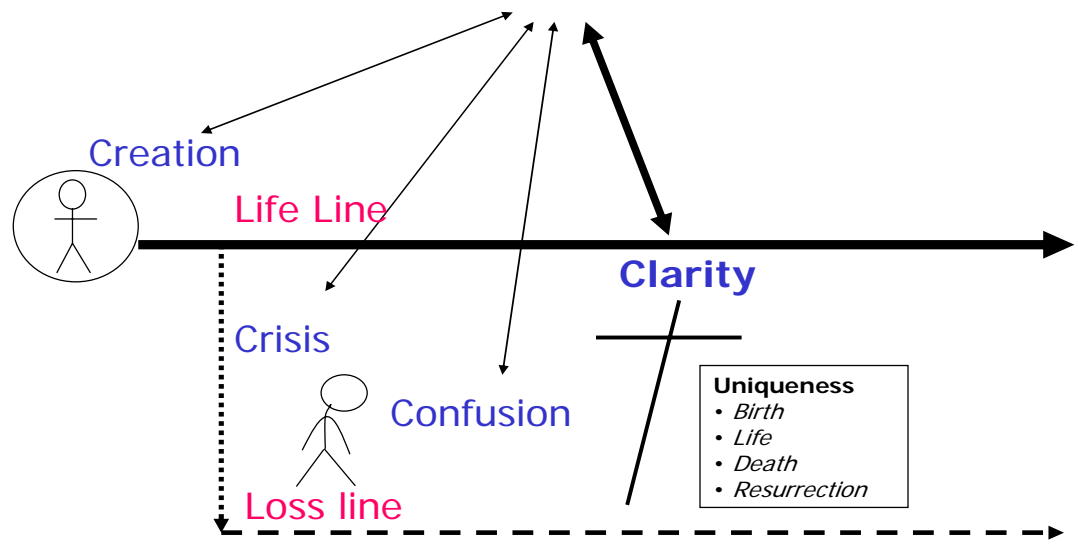 Creation
Life Line
Clarity
Crisis
Confusion
Uniqueness
• Birth
• Life
• Death
• Resurrection
Loss line